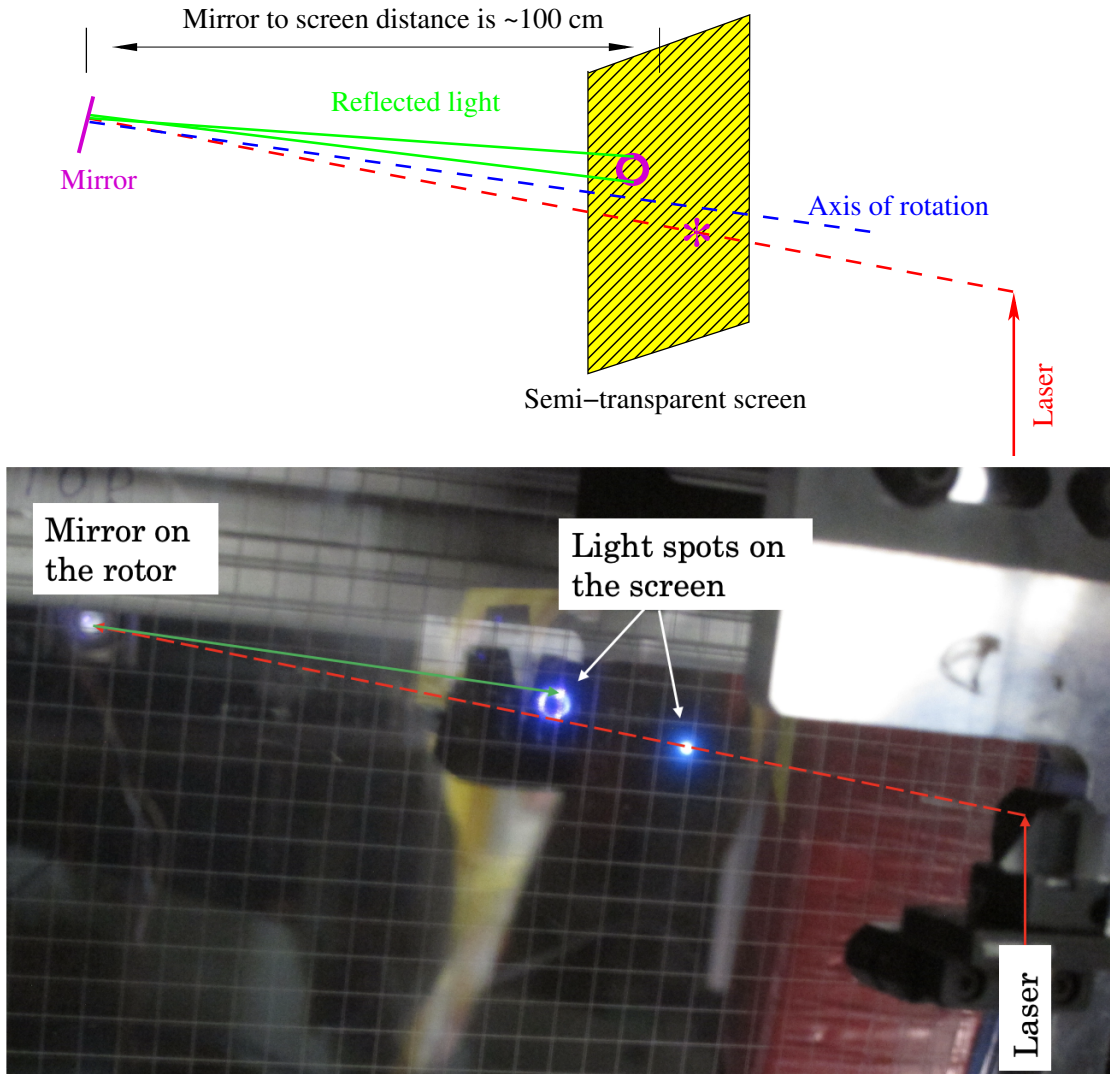 Mirror to screen distance is ~100 cm
Reflected light
Mirror
Axis of rotation
Semi−transparent screen
Laser
TOP
Mirror on
the rotor
Light spots on
the screen
Laser